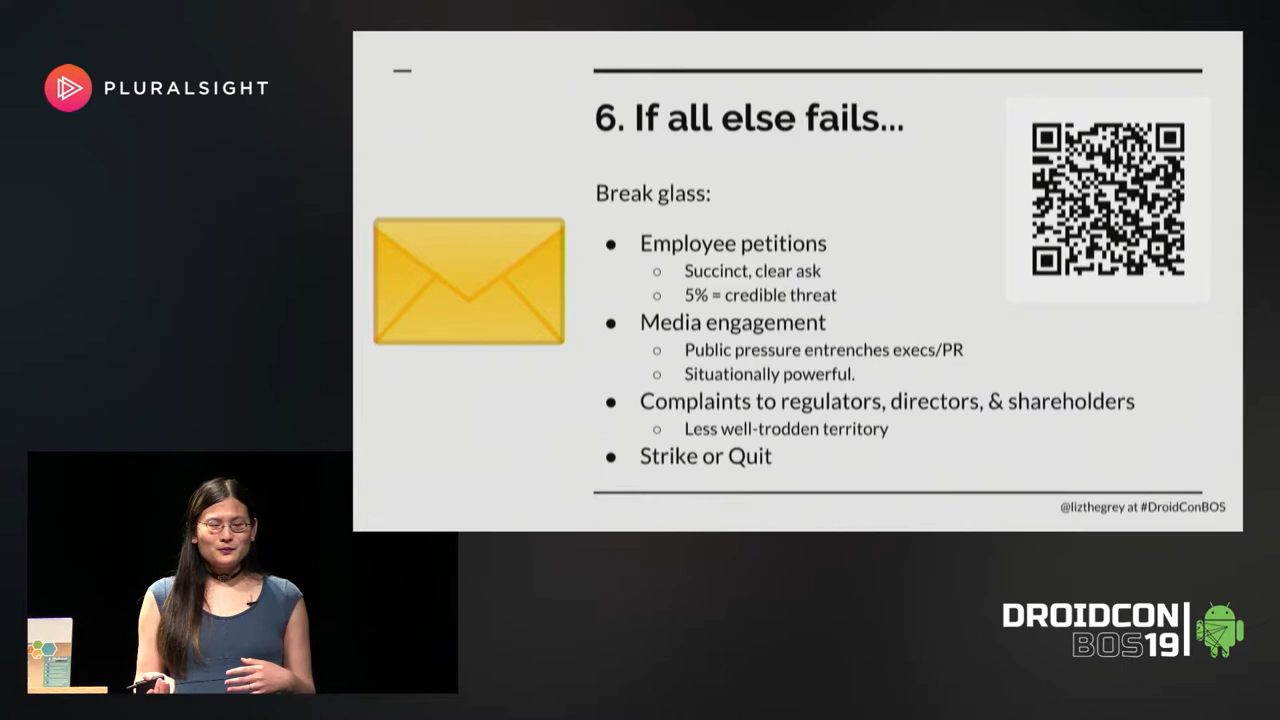 PLURALSIGHT
6. If all else fails...
Break glass:
● Employee petitions
○ Succinct, clear ask
○ 5% = credible threat
● Media engagement
○ Public pressure entrenches execs/PR
○ Situationally powerful.
● Complaints to regulators, directors, & shareholders
○ Less well-trodden territory
● Strike or Quit
@lizthegrey at #DroidConBOS
DROIDCON
BOS19